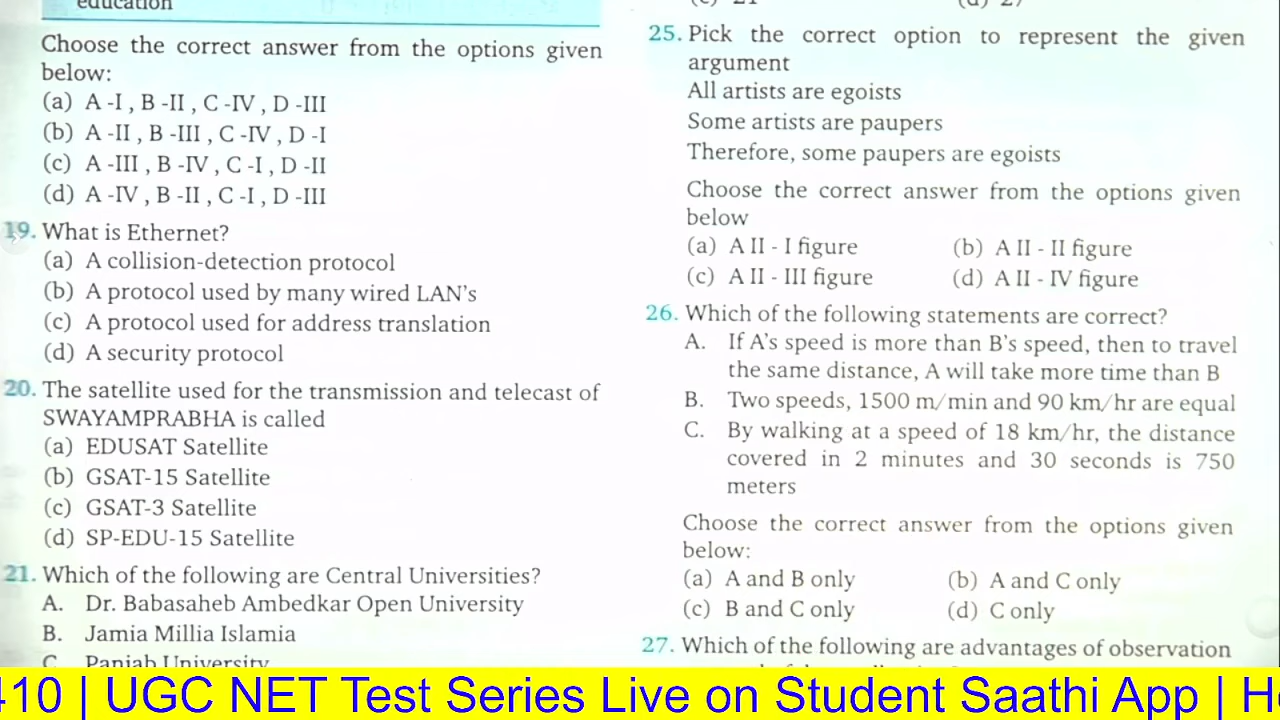 education
Choose the correct answer from the options given
below:
(a) A -I , B -II , C -IV , D -III
(b) A -II , B -III , C -IV , D -I
(c) A -III , B -IV , C -I , D -II
(d) A -IV , B -II , C -I , D -III
19. What is Ethernet?
(a) A collision-detection protocol
(b) A protocol used by many wired LAN's
(c) A protocol used for address translation
(d) A security protocol
20. The satellite used for the transmission and telecast of
SWAYAMPRABHA is called
(a) EDUSAT Satellite
(b) GSAT-15 Satellite
(c) GSAT-3 Satellite
(d) SP-EDU-15 Satellite
21. Which of the following are Central Universities?
A. Dr. Babasaheb Ambedkar Open University
B. Jamia Millia Islamia
C. Panjab University
25. Pick the correct option to represent the given
argument
All artists are egoists
Some artists are paupers
Therefore, some paupers are egoists
Choose the correct answer from the options given
below
(a) A II - I figure (b) A II - II figure
(c) A II - III figure (d) A II - IV figure
26. Which of the following statements are correct?
A. If A's speed is more than B's speed, then to travel
the same distance, A will take more time than B
B. Two speeds, 1500 m/min and 90 km/hr are equal
C. By walking at a speed of 18 km/hr, the distance
covered in 2 minutes and 30 seconds is 750
meters
Choose the correct answer from the options given
below:
(a) A and B only (b) A and C only
(c) B and C only (d) C only
27. Which of the following are advantages of observation
410 | UGC NET Test Series Live on Student Saathi App |